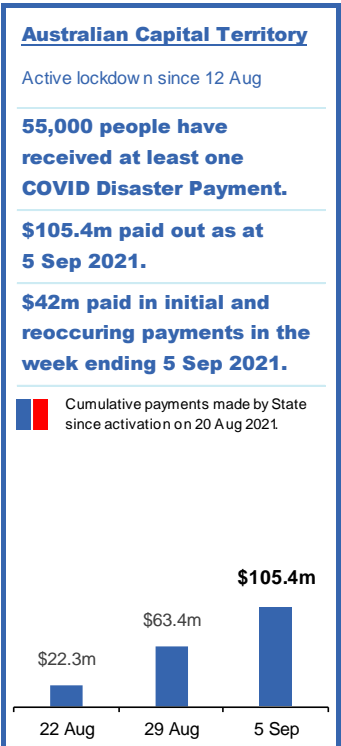 Australian Capital Territory
Active lockdown since 12 Aug
55,000 people have
received at least one
COVID Disaster Payment.
$105.4m paid out as at
5 Sep 2021.
$42m paid in initial and
reoccuring payments in the
week ending 5 Sep 2021.
Cumulative payments made by State
since activation on 20 Aug 2021.
$105.4m
$63.4m
$22.3m
22 Aug
29 Aug
5 Sep